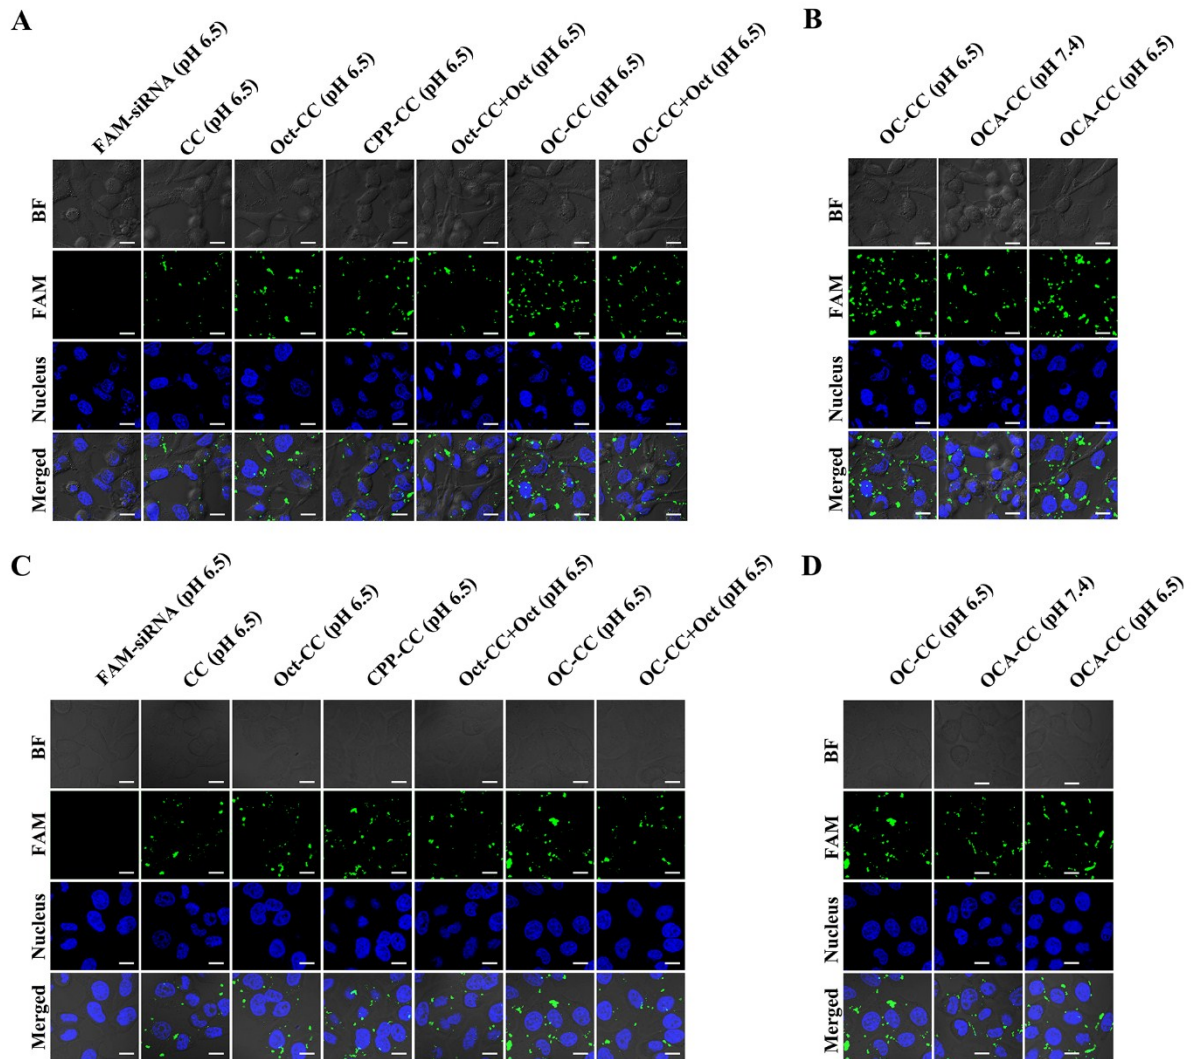 A
FAM-siRNA (pH 6.5)
CC (pH 6.5)
Oct-CC (pH 6.5)
CPP-CC (pH 6.5)
Oct-CC+Oct (pH 6.5)
OC-CC (pH 6.5)
OC-CC+Oct (pH 6.5)
BF
FAM
Nucleus
Merged
B
OC-CC (pH 6.5)
OCA-CC (pH 7.4)
OCA-CC (pH 6.5)
BF
FAM
Nucleus
Merged
C
FAM-siRNA (pH 6.5)
CC (pH 6.5)
Oct-CC (pH 6.5)
CPP-CC (pH 6.5)
Oct-CC+Oct (pH 6.5)
OC-CC (pH 6.5)
OC-CC+Oct (pH 6.5)
BF
FAM
Nucleus
Merged
D
OC-CC (pH 6.5)
OCA-CC (pH 7.4)
OCA-CC (pH 6.5)
BF
FAM
Nucleus
Merged